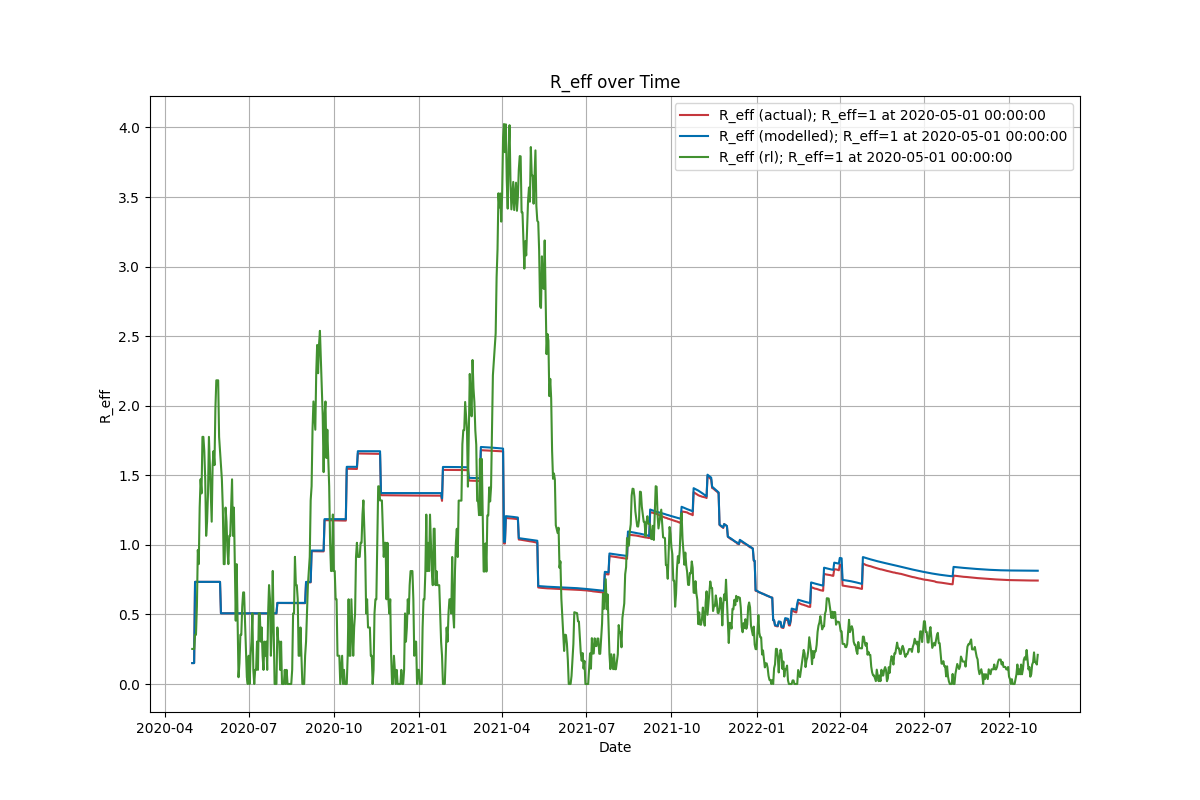 R_eff over Time
R_eff (actual); R_eff=1 at 2020-05-01 00:00:00
R_eff (modelled); R_eff=1 at 2020-05-01 00:00:00
R_eff (rl); R_eff=1 at 2020-05-01 00:00:00
R_eff
4.0
3.5
3.0
2.5
2.0
1.5
1.0
0.5
0.0
2020-04 2020-07 2020-10 2021-01 2021-04 2021-07 2021-10 2022-01 2022-04 2022-07 2022-10
Date